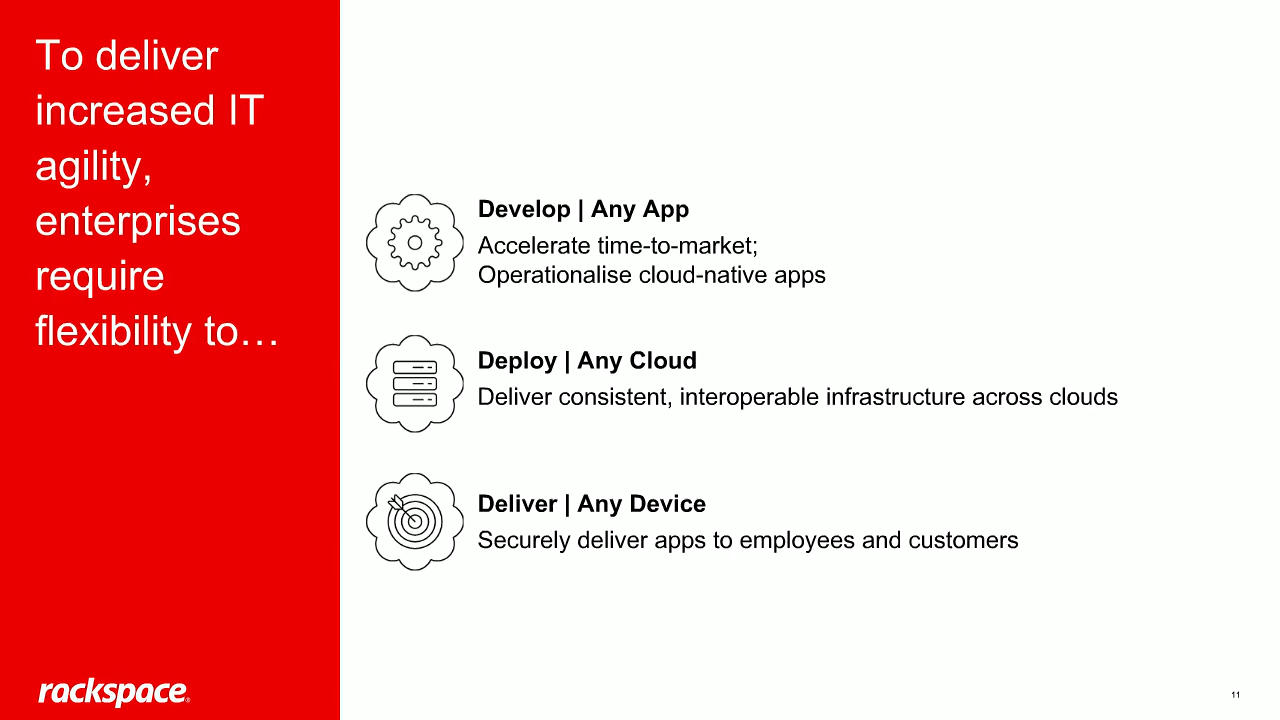 To deliver
increased IT
agility,
enterprises
require
flexibility to…
Develop | Any App
Accelerate time-to-market;
Operationalise cloud-native apps
Deploy | Any Cloud
Deliver consistent, interoperable infrastructure across clouds
Deliver | Any Device
Securely deliver apps to employees and customers
rackspace®
11